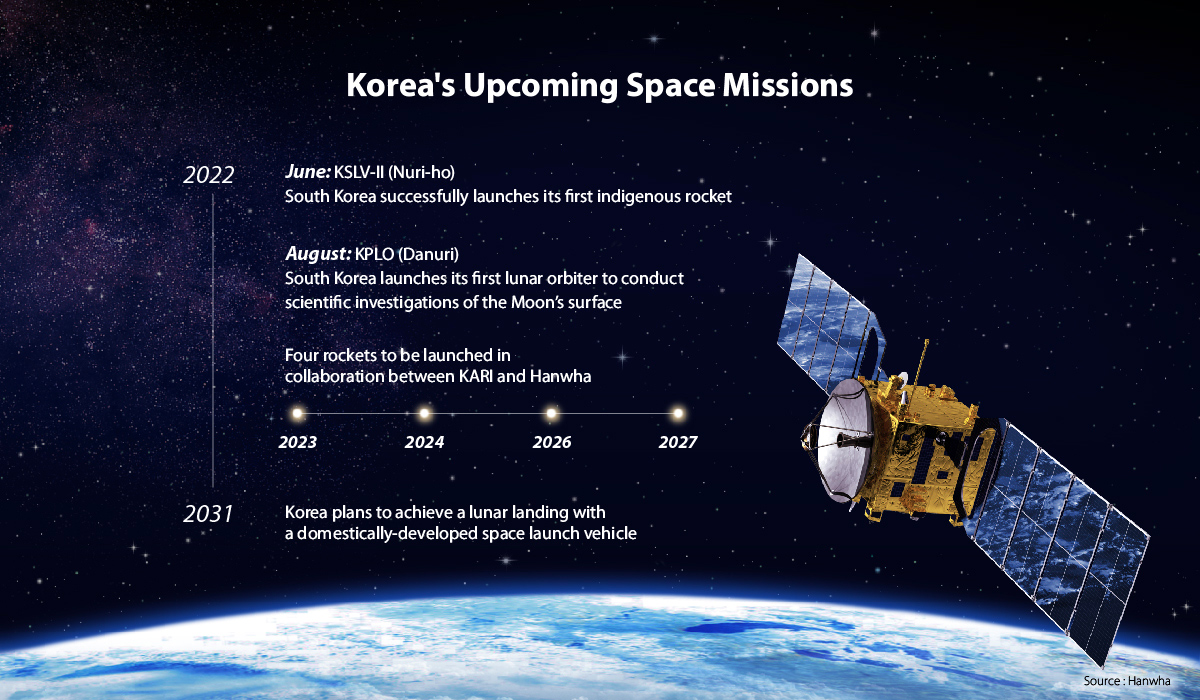 Korea's Upcoming Space Missions
2022
June: KSLV-II (Nuri-ho)
South Korea successfully launches its first indigenous rocket
August: KPLO (Danuri)
South Korea launches its first lunar orbiter to conduct
scientific investigations of the Moon’s surface
Four rockets to be launched in
collaboration between KARI and Hanwha
2023 2024 2026 2027
2031
Korea plans to achieve a lunar landing with
a domestically-developed space launch vehicle
Source : Hanwha